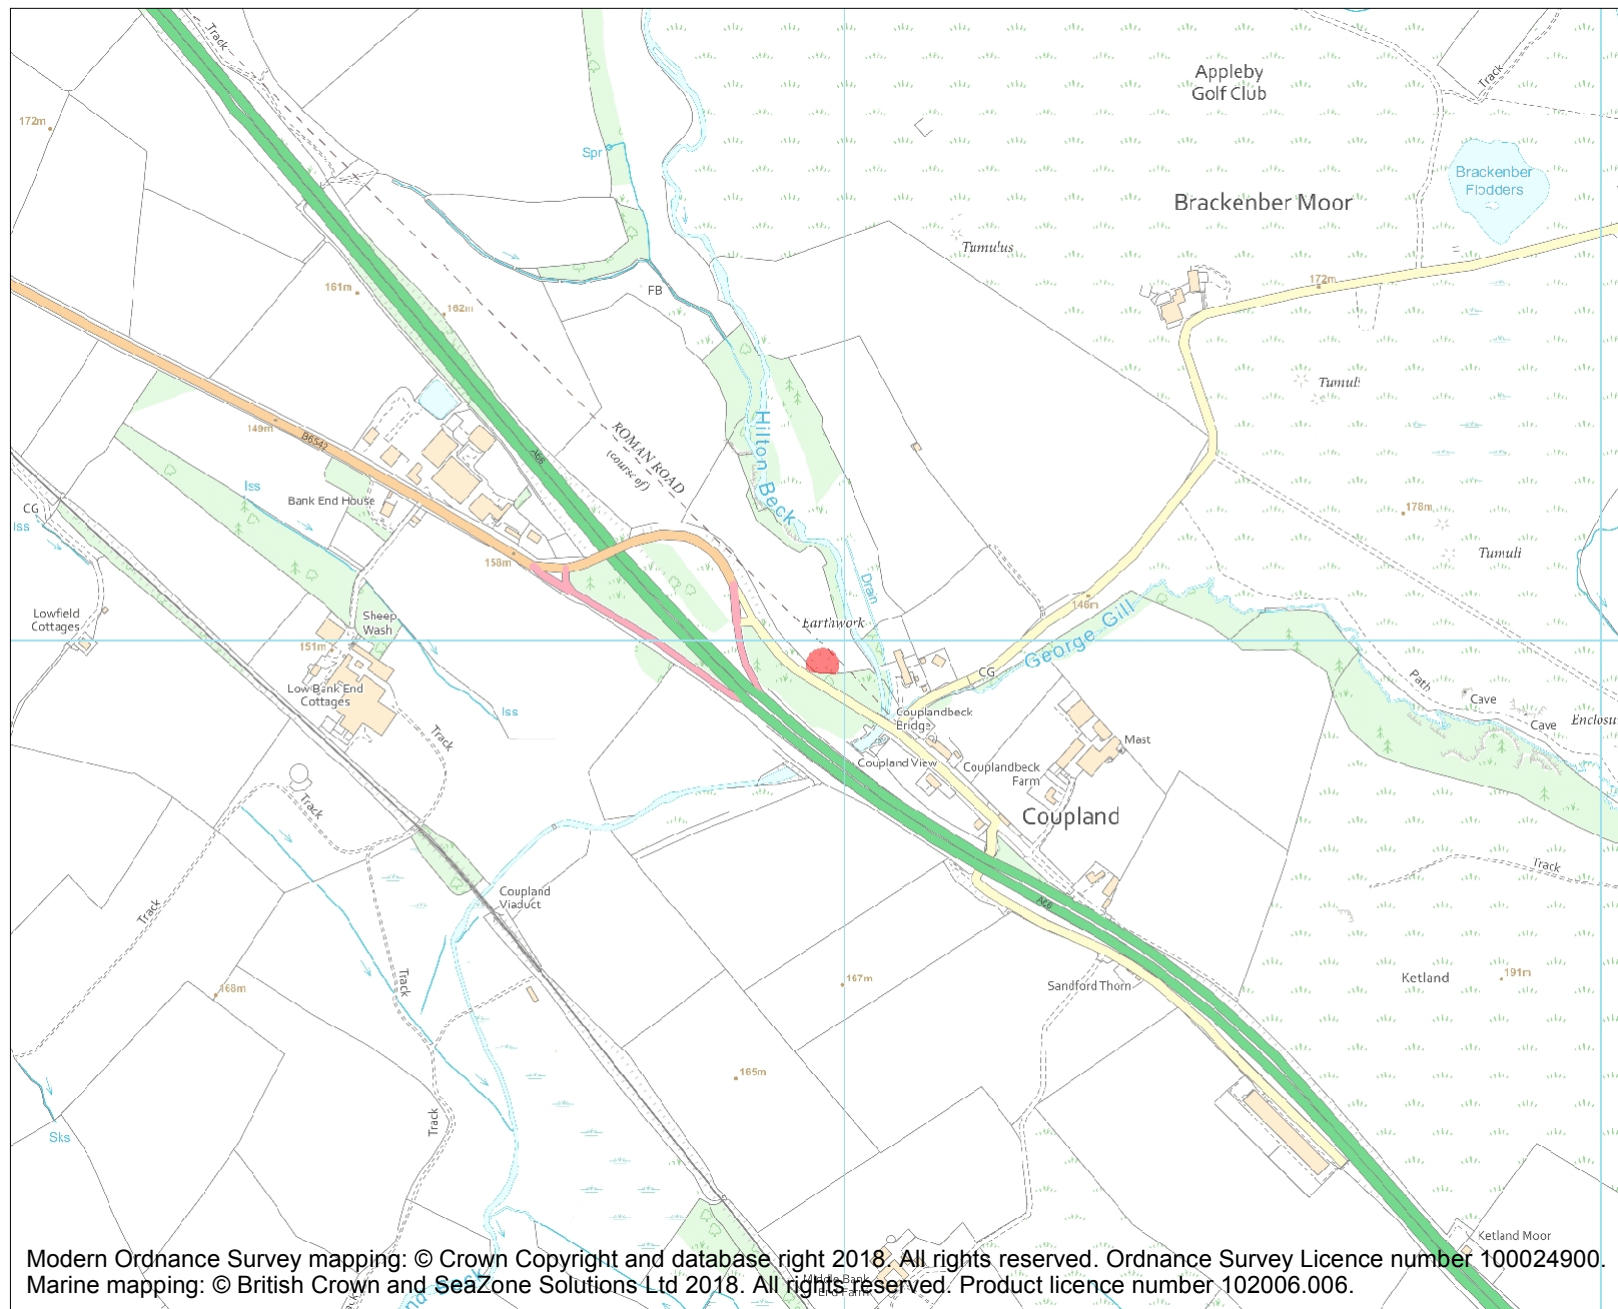 Track
Appleby
Golf Club
Track
172m
Spr
Brackenber
Flodders
Brackenber Moor
Tumulus
172m
161m
162m
FB
Tumuli
149m
B6542
A66
ROMAN ROAD
(course of)
Hilton Beck
Iss
Bank End House
CG
Iss
178m
Tumuli
158m
Drain
146m
Lowfield
Cottages
Sheep
Wash
Earthwork
George Gill
151m
CG
Path
Low Bank End
Cottages
Cave
Iss
Couplandbeck
Bridge
Cave
Track
Mast
Coupland View
Couplandbeck
Farm
Track
Coupland
Track
Coupland
Viaduct
A66
Track
Track
167m
Sandford Thorn
Ketland
191m
168m
165m
Track
Sks
Ketland Moor
Modern Ordnance Survey mapping: © Crown Copyright and database right 2018. All rights reserved. Ordnance Survey Licence number 100024900.
Marine mapping: © British Crown and SeaZone Solutions Ltd 2018. All rights reserved. Product licence number 102006.006.